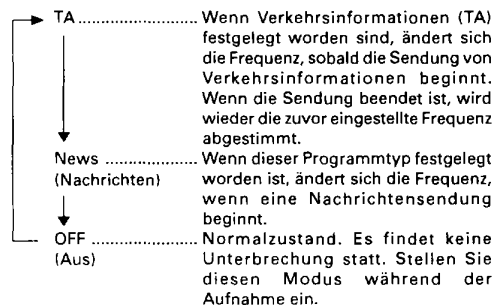 TA ..................... Wenn Verkehrsinformationen (TA)
festgelegt worden sind, ändert sich
die Frequenz, sobald die Sendung von
Verkehrsinformationen beginnt.
Wenn die Sendung beendet ist, wird
wieder die zuvor eingestellte Frequenz
abgestimmt.
News ................... Wenn dieser Programmtyp festgelegt
(Nachrichten) worden ist, ändert sich die Frequenz,
wenn eine Nachrichtensendung
beginnt.
OFF ..................... Normalzustand. Es findet keine
(Aus) Unterbrechung statt. Stellen Sie
diesen Modus während der
Aufnahme ein.